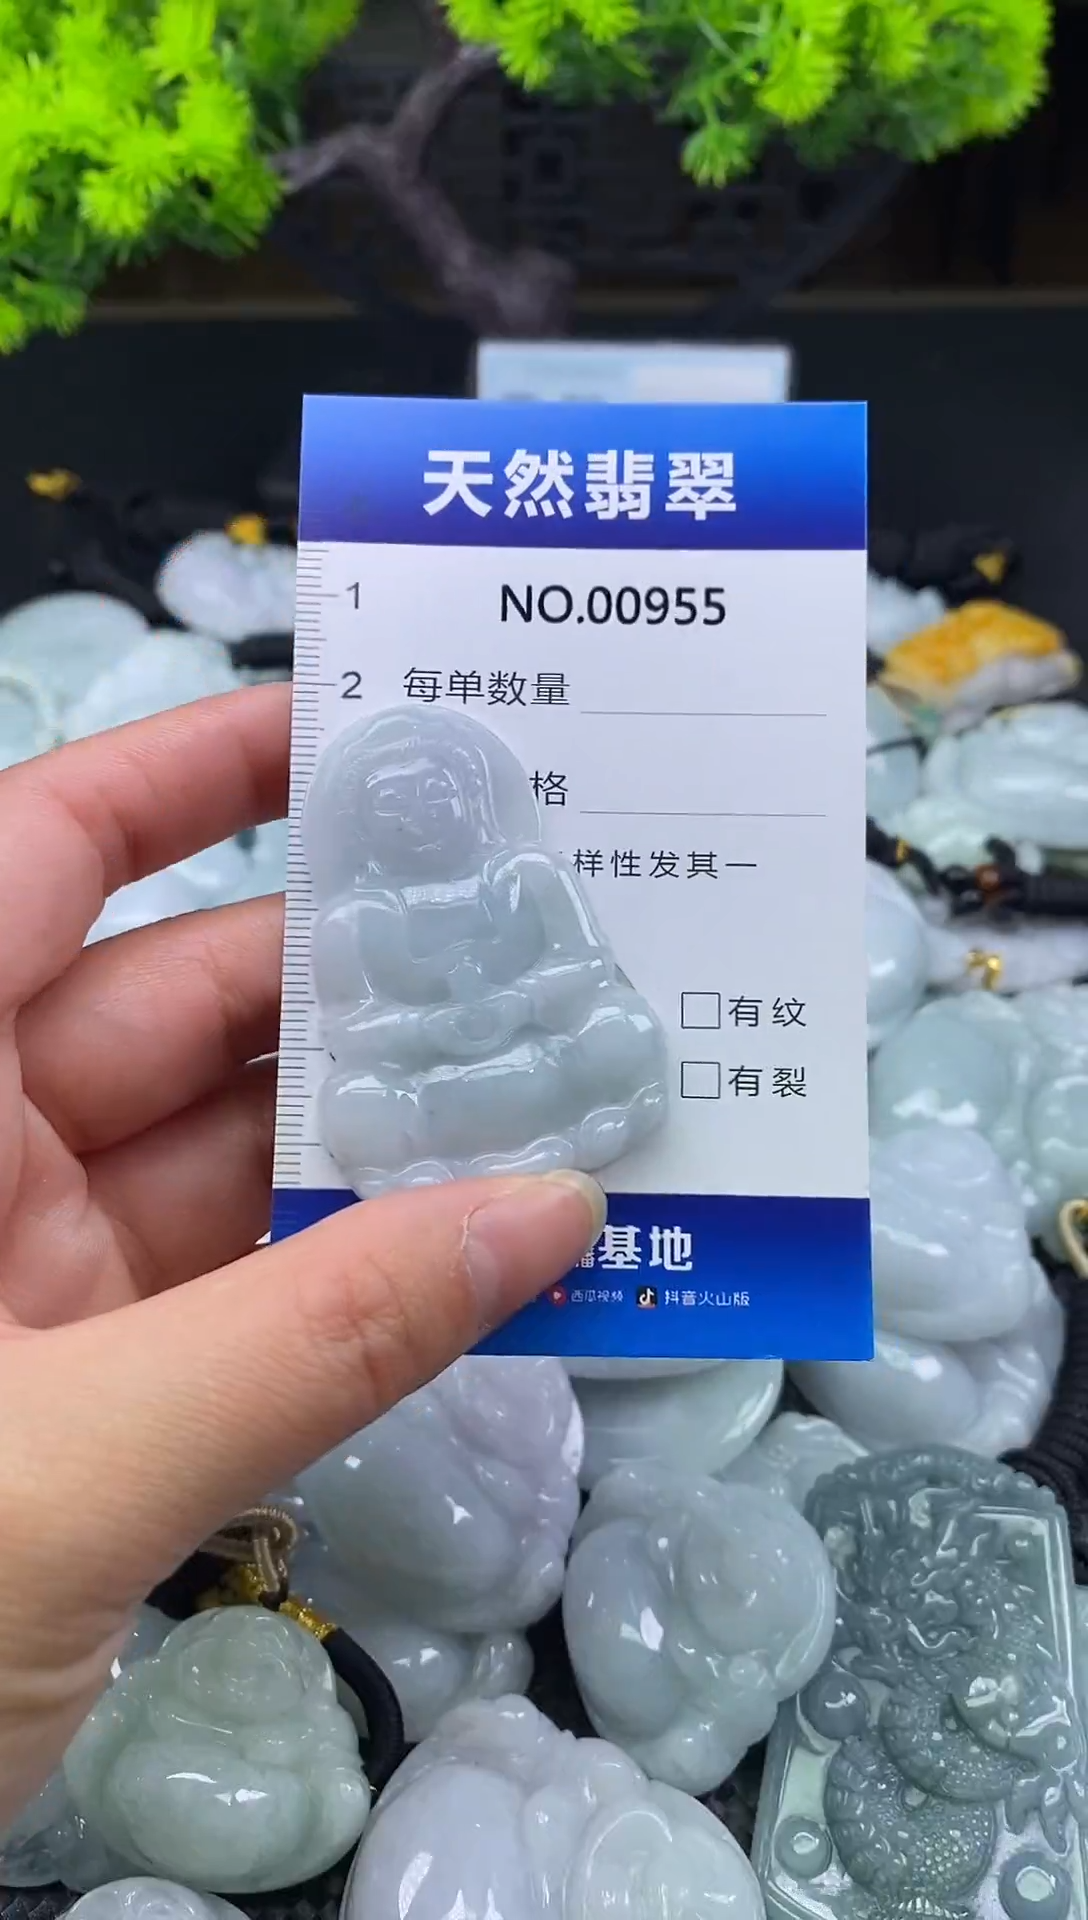 天然翡翠
1
NO.00955
2
每单数量
格
样性发其一
有纹
有裂
播基地
西瓜视频 抖音火山版